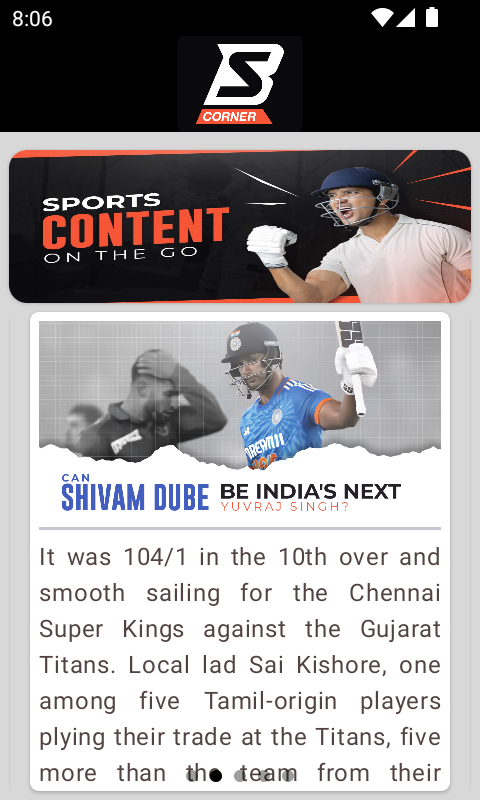 8:06
BS
CORNER
SPORTS
CONTENT
ON THE GO
DREAM11
CAN
SHIVAM DUBE BE INDIA'S NEXT
YUVRAJ SINGH?
It was 104/1 in the 10th over and
smooth sailing for the Chennai
Super Kings against the Gujarat
Titans. Local lad Sai Kishore, one
among five Tamil-origin players
plying their trade at the Titans, five
more than the team from their